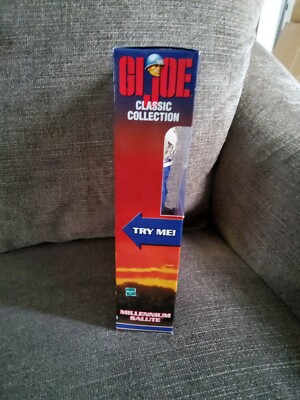 GI JOE
CLASSIC
COLLECTION
TRY ME!
MILLENNIUM
SALUTE